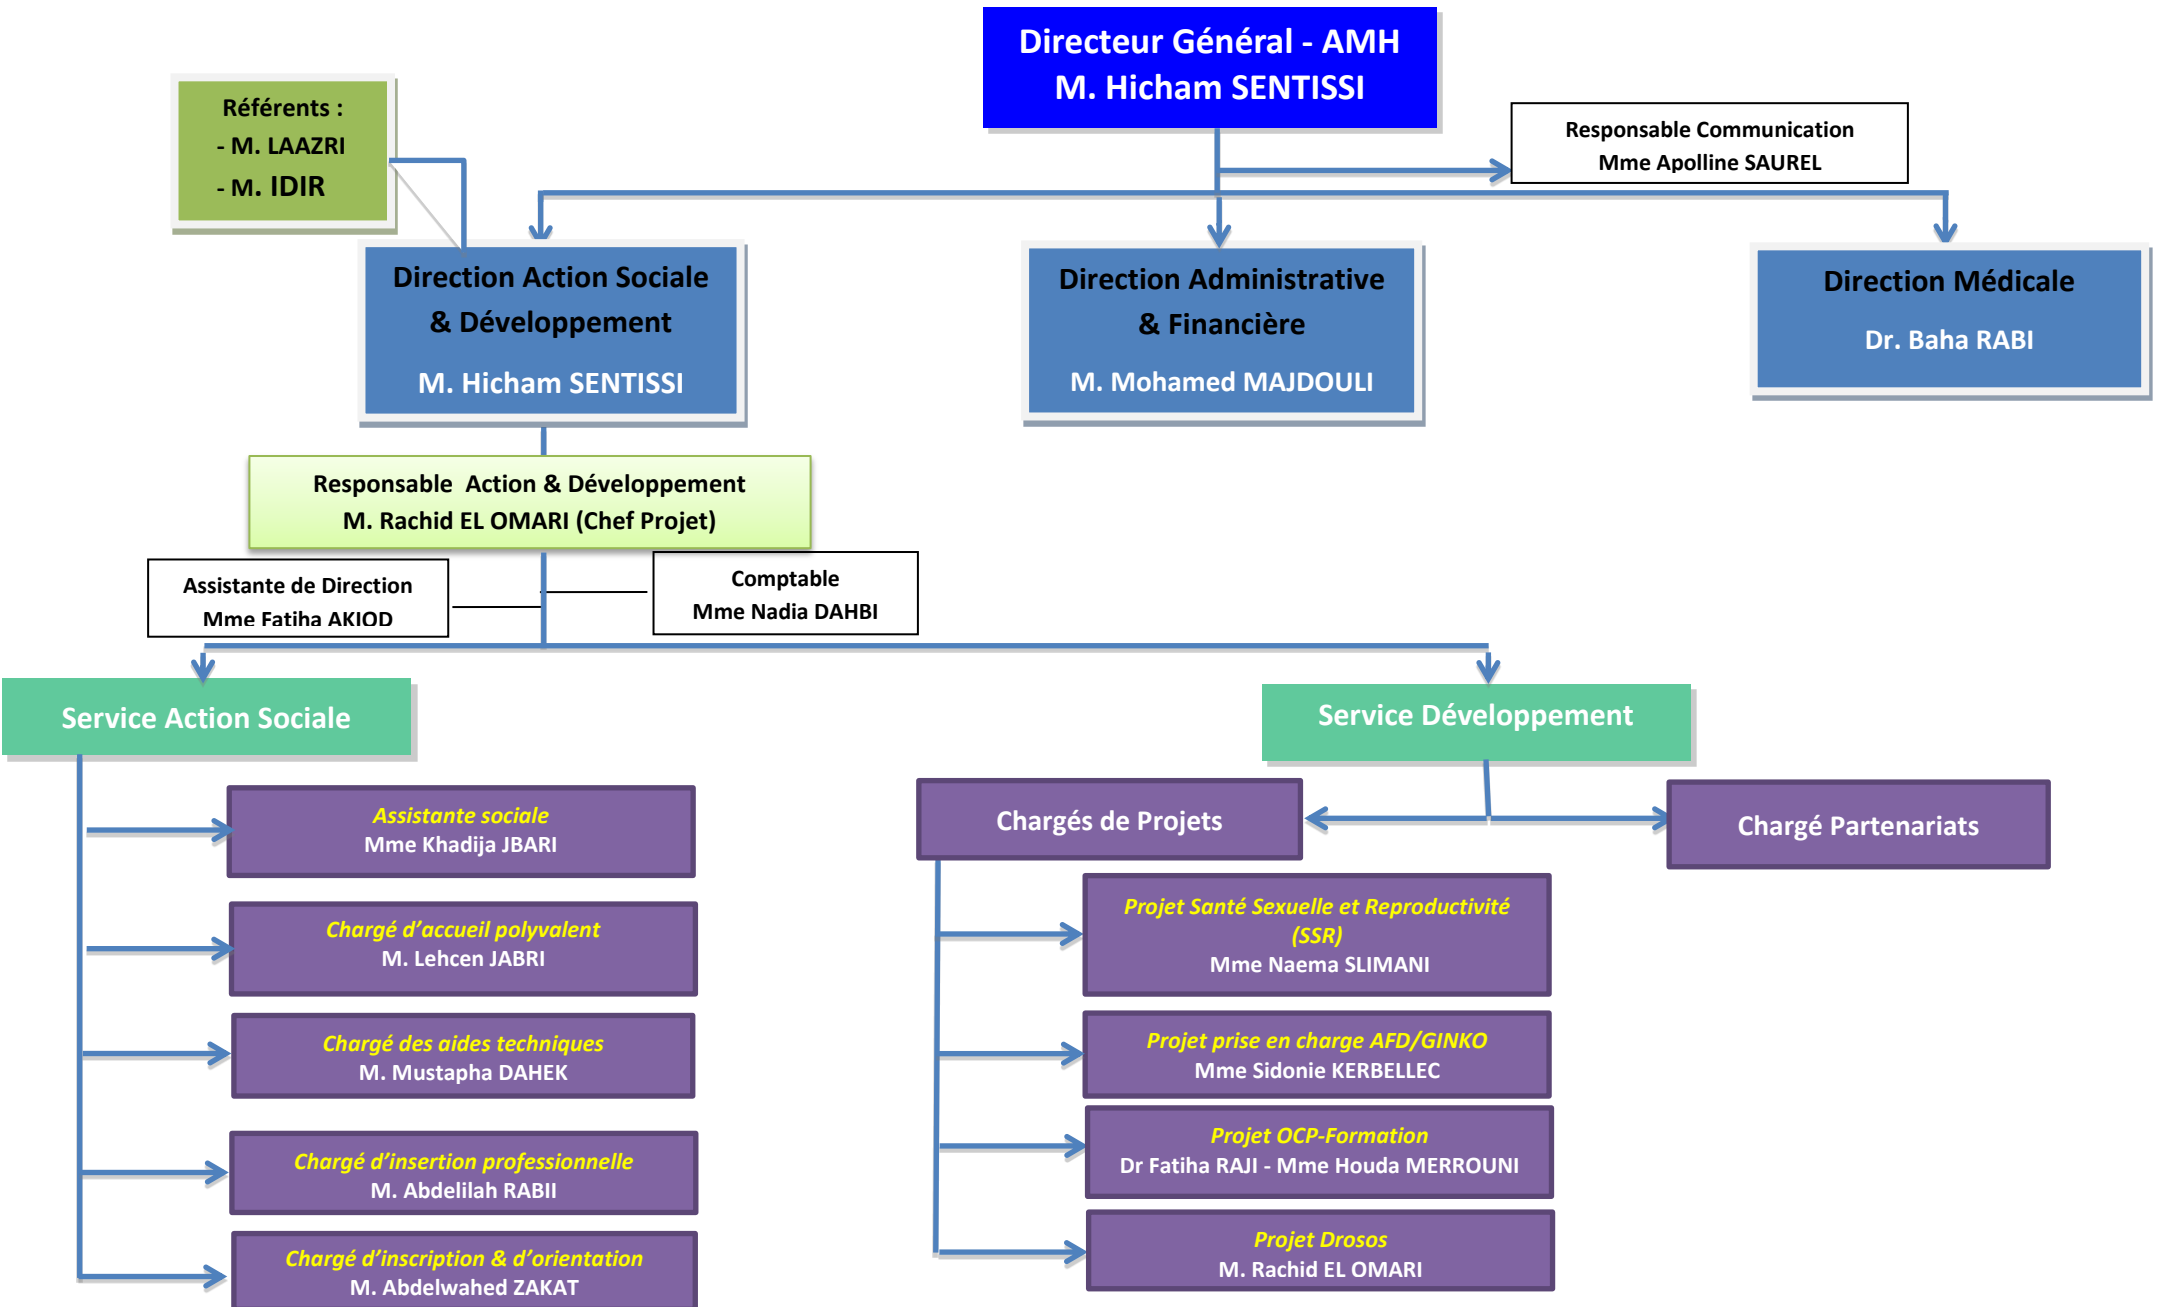 Directeur Général - AMH
M. Hicham SENTISSI
Référents :
- M. LAAZRI
- M. IDIR
Responsable Communication
Mme Apolline SAUREL
Direction Action Sociale
& Développement
M. Hicham SENTISSI
Direction Administrative
& Financière
M. Mohamed MAJDOULI
Direction Médicale
Dr. Baha RABI
Responsable Action & Développement
M. Rachid EL OMARI (Chef Projet)
Assistante de Direction
Mme Fatiha AKIOD
Comptable
Mme Nadia DAHBI
Service Action Sociale
Service Développement
Assistante sociale
Mme Khadija JBARI
Chargé d’accueil polyvalent
M. Lehcen JABRI
Chargé des aides techniques
M. Mustapha DAHEK
Chargé d’insertion professionnelle
M. Abdelilah RABII
Chargé d’inscription & d’orientation
M. Abdelwahed ZAKAT
Chargés de Projets
Chargé Partenariats
Projet Santé Sexuelle et Reproductivité
(SSR)
Mme Naema SLIMANI
Projet prise en charge AFD/GINKO
Mme Sidonie KERBELLEC
Projet OCP-Formation
Dr Fatiha RAJI - Mme Houda MERROUNI
Projet Drosos
M. Rachid EL OMARI